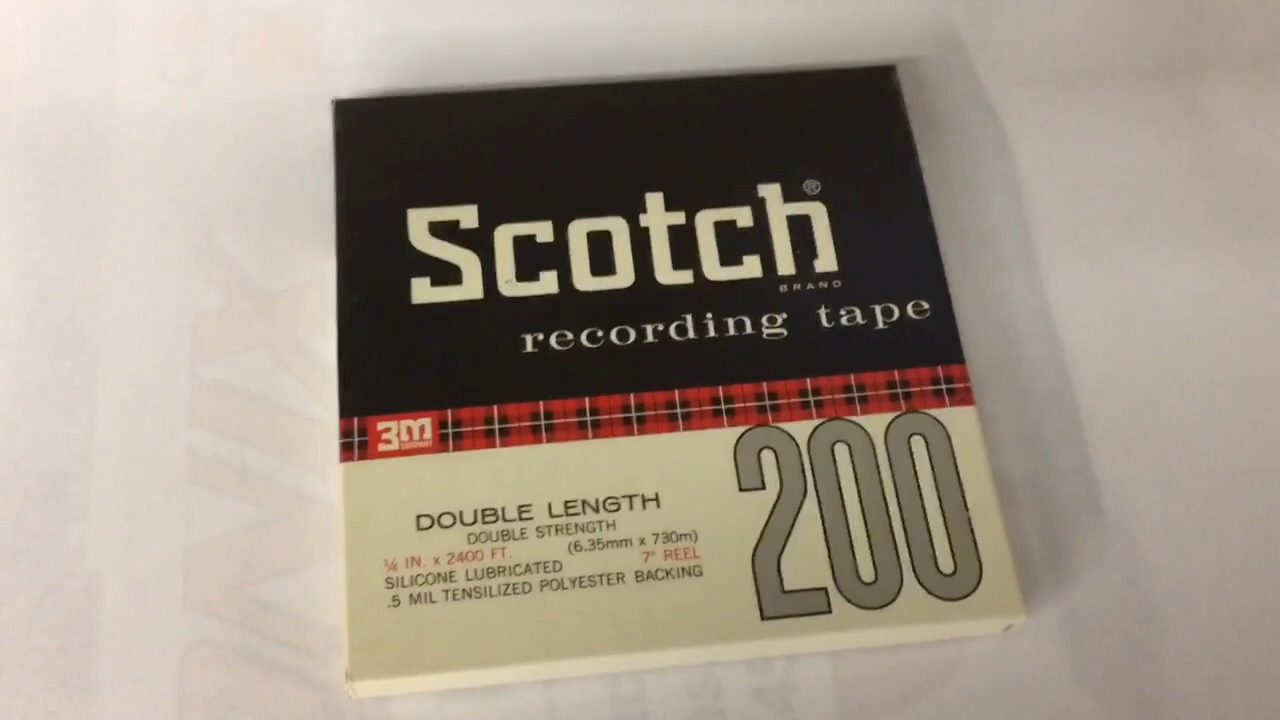 Scotch®
BRAND
recording tape
3M
COMPANY
200
DOUBLE LENGTH
DOUBLE STRENGTH
¼ IN. x 2400 FT. (6.35mm x 730m)
SILICONE LUBRICATED 7" REEL
.5 MIL TENSILIZED POLYESTER BACKING